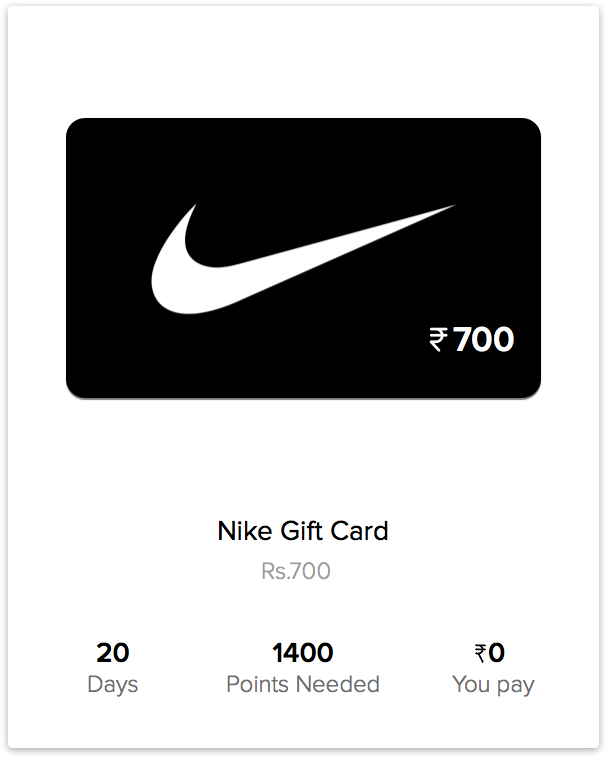 ₹700
Nike Gift Card
Rs.700
20
Days
1400
Points Needed
₹0
You pay